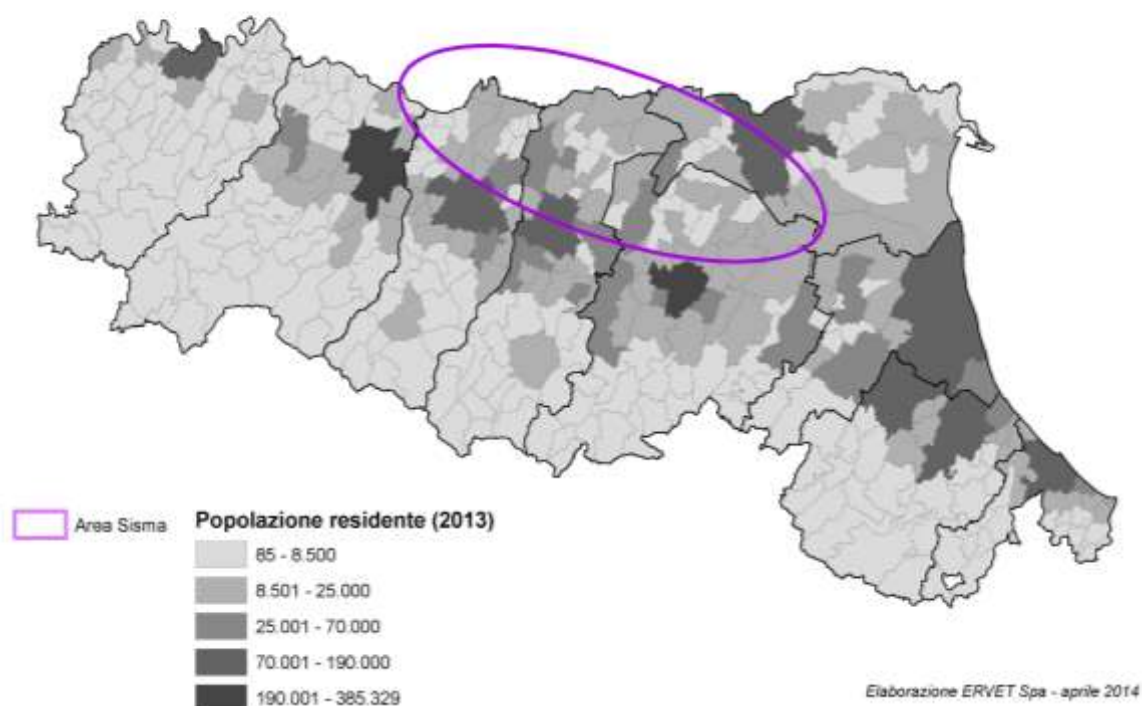 Area Sisma
Popolazione residente (2013)
85 - 8.500
8.501 - 25.000
25.001 - 70.000
70.001 - 190.000
190.001 - 385.329
Elaborazione ERVET Spa - aprile 2014